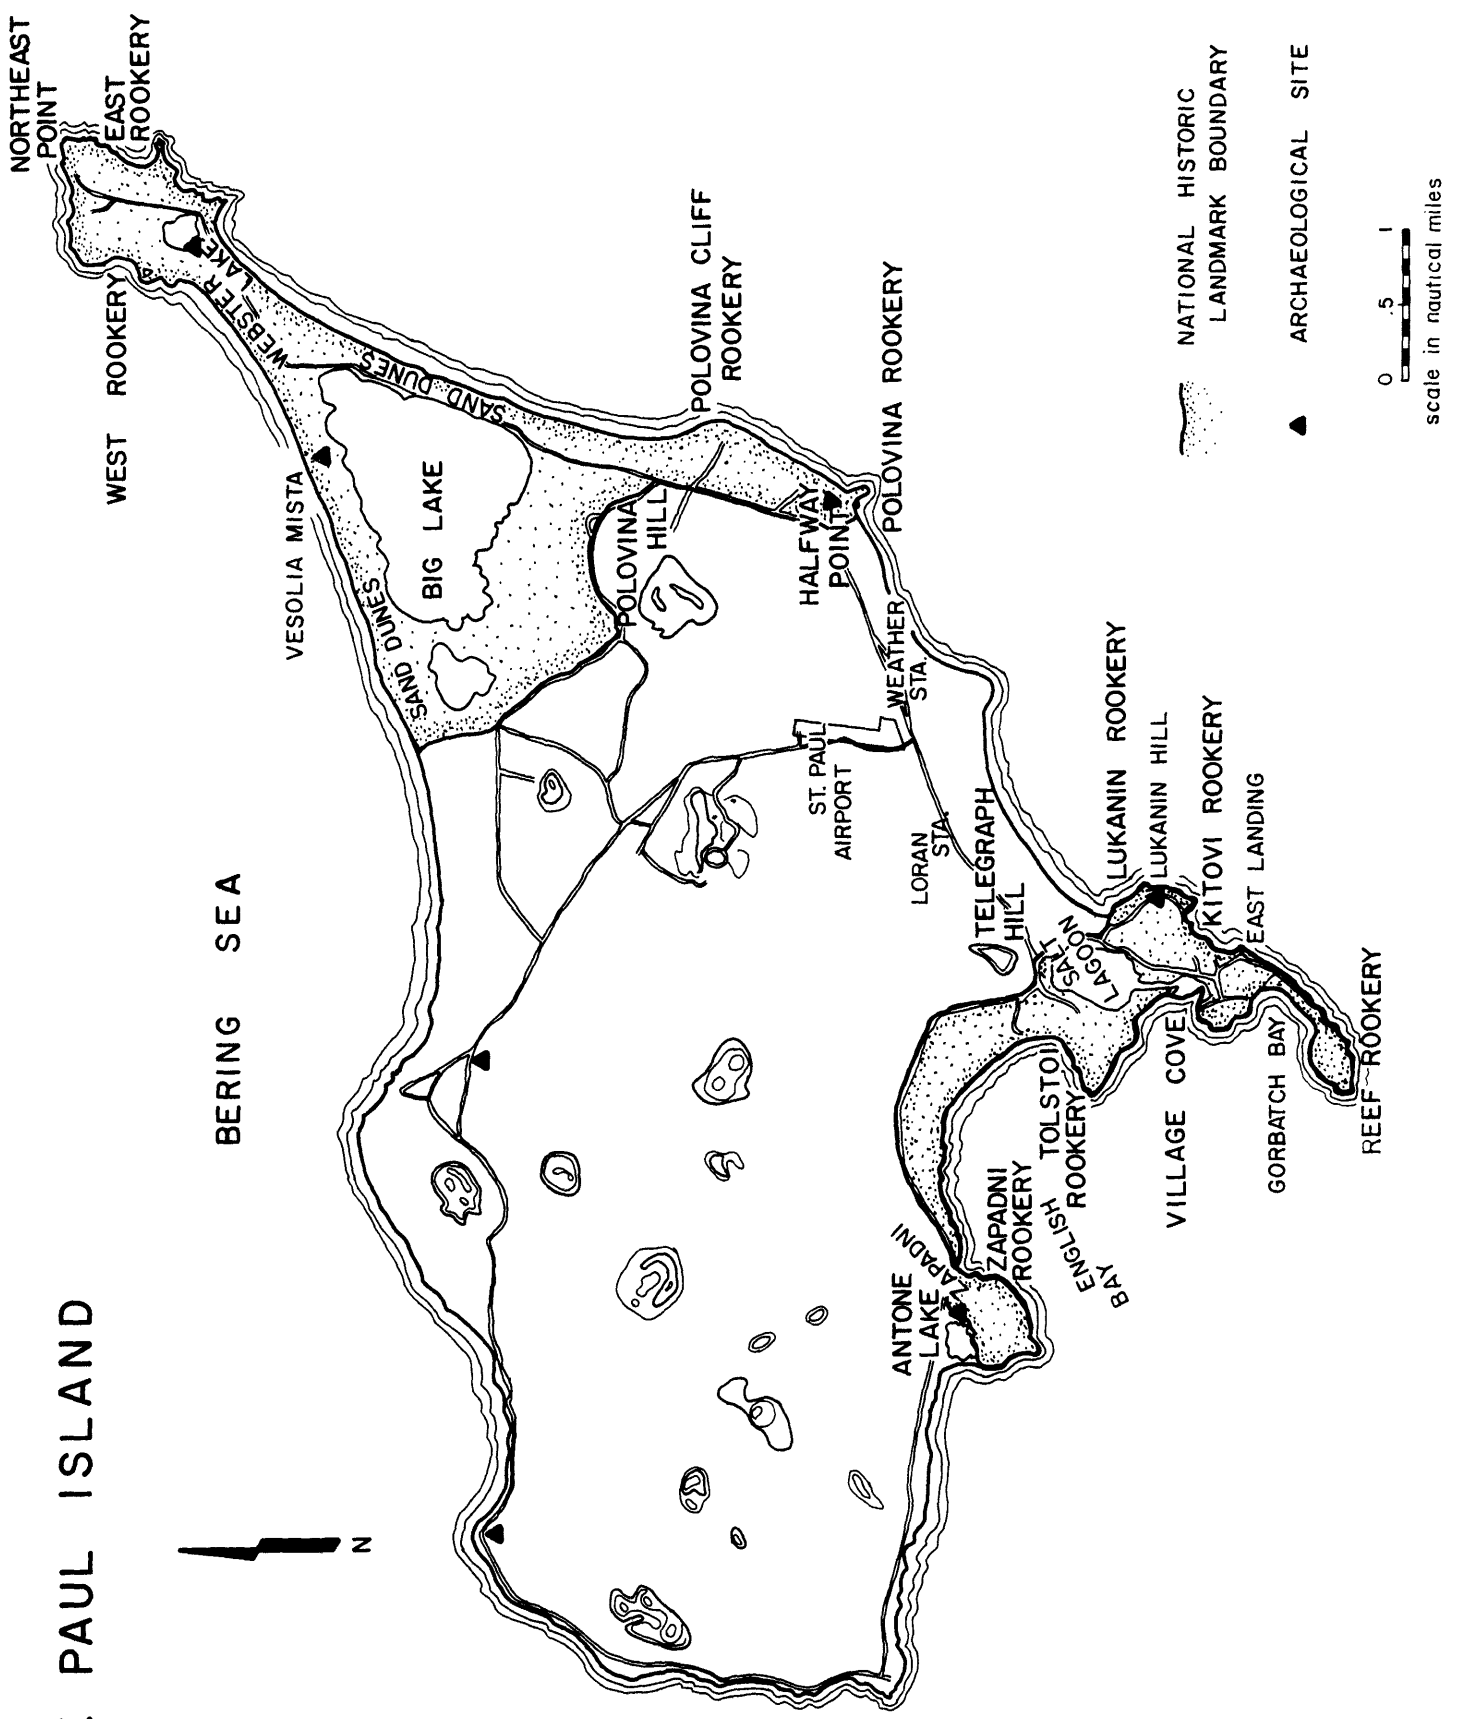 PAUL ISLAND
BERING SEA
N
NORTHEAST
POINT
EAST
ROOKERY
WEST ROOKERY
WEBSTER LAKE
VESOLIA MISTA
SAND DUNES
BIG LAKE
SAND DUNES
POLOVINA CLIFF
ROOKERY
POLOVINA
HILL
POLOVINA ROOKERY
HALFWAY
POINT
WEATHER
STA.
ST. PAUL
AIRPORT
LORAN
STA.
TELEGRAPH
HILL
LUKANIN ROOKERY
LUKANIN HILL
KITOVI ROOKERY
EAST LANDING
SALT
LAGOON
REEF ROOKERY
GORBATCH BAY
VILLAGE COVE
TOLSTOI
ROOKERY
ENGLISH
BAY
ZAPADNI
ROOKERY
ZAPADNI
ANTONE
LAKE
NATIONAL HISTORIC
LANDMARK BOUNDARY
ARCHAEOLOGICAL SITE
0 .5 1
scale in nautical miles